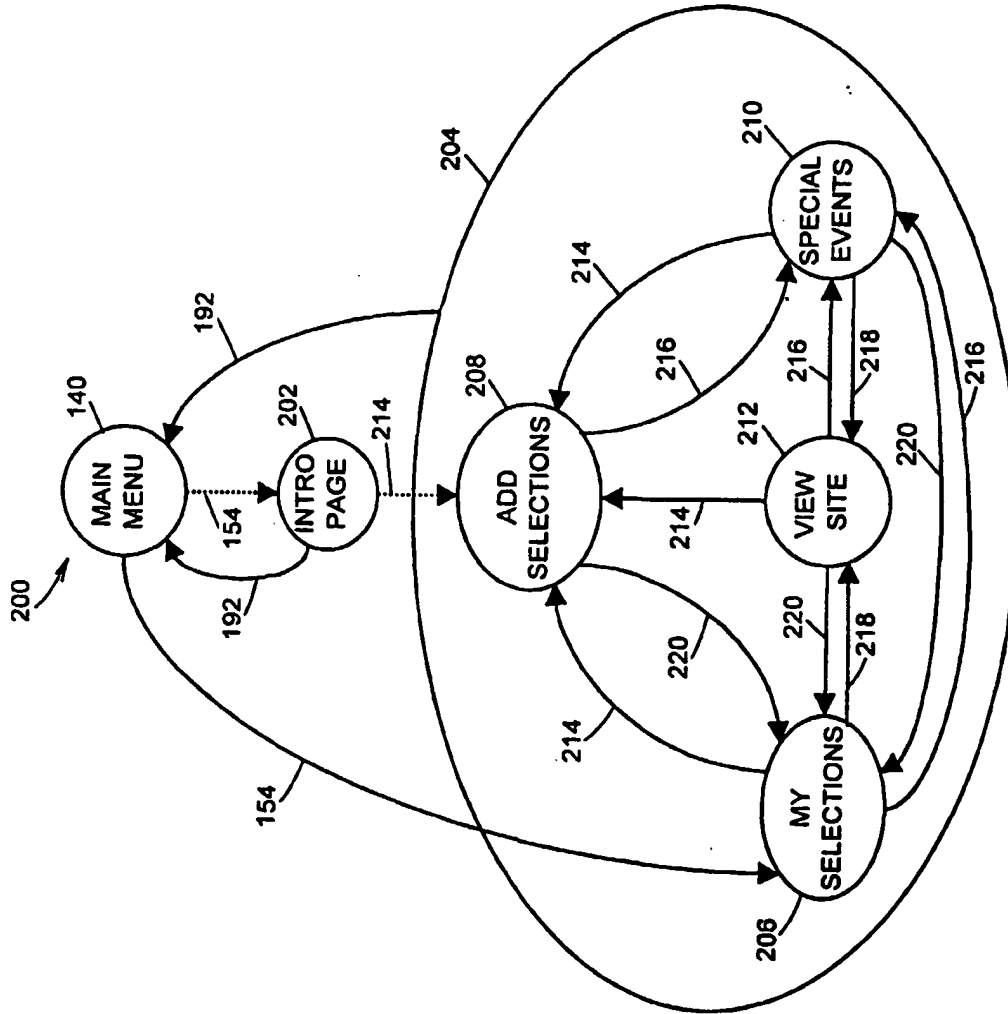 200
MAIN
MENU
140
192
154
192
INTRO
PAGE
202
214
154
204
ADD
SELECTIONS
208
214
220
214
216
214
MY
SELECTIONS
206
220
218
VIEW
SITE
212
216
218
SPECIAL
EVENTS
210
220
216